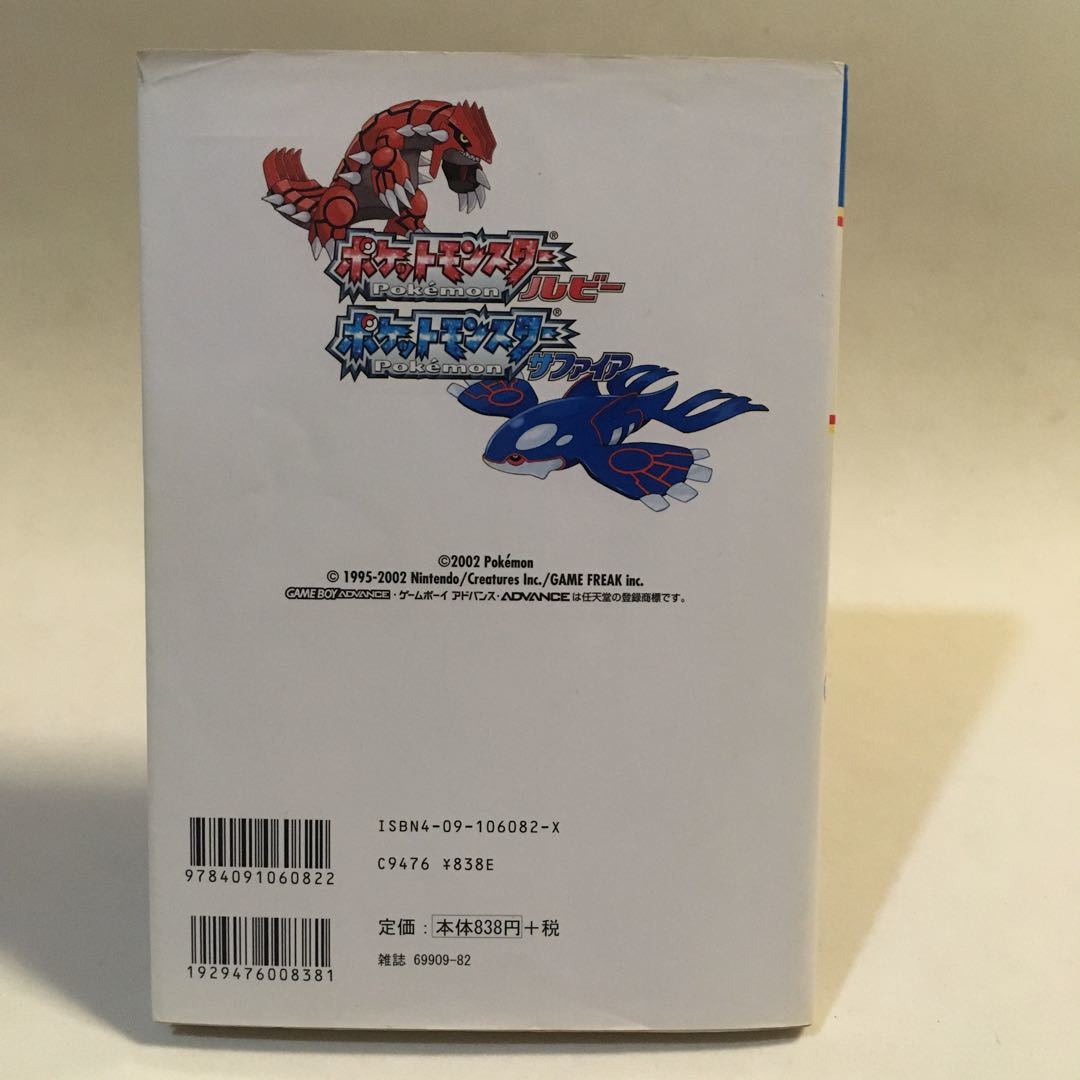 ポケットモンスター®
Pokémon ルビー
ポケットモンスター®
Pokémon サファイア
©2002 Pokémon
© 1995-2002 Nintendo/Creatures Inc./GAME FREAK inc.
GAME BOY ADVANCE・ゲームボーイ アドバンス・ADVANCEは任天堂の登録商標です。
ISBN4-09-106082-X
9784091060822
C9476 ¥838E
1929476008381
定価：本体838円+税
雑誌 69909-82